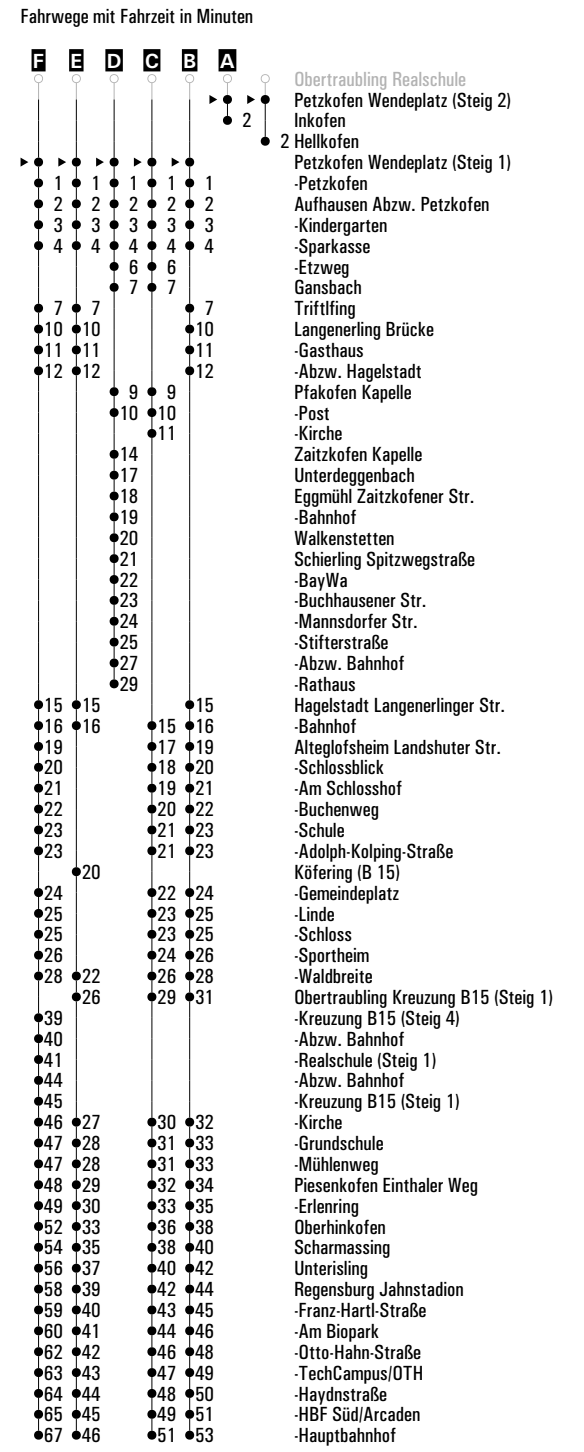 Fahrwege mit Fahrzeit in Minuten
F E D C B A
Obertraubling Realschule
Petzkofen Wendeplatz (Steig 2)
2 Inkofen
2 Hellkofen
Petzkofen Wendeplatz (Steig 1)
1 1 1 1 1 -Petzkofen
2 2 2 2 2 Aufhausen Abzw. Petzkofen
3 3 3 3 3 -Kindergarten
4 4 4 4 4 -Sparkasse
6 6 -Etzweg
7 7 Gansbach
7 7 7 Triftlfing
10 10 10 Langenerling Brücke
11 11 11 -Gasthaus
12 12 12 -Abzw. Hagelstadt
9 9 Pfakofen Kapelle
10 10 -Post
11 -Kirche
14 Zaitzkofen Kapelle
17 Unterdeggenbach
18 Eggmühl Zaitzkofener Str.
19 -Bahnhof
20 Walkenstetten
21 Schierling Spitzwegstraße
22 -BayWa
23 -Buchhausener Str.
24 -Mannsdorfer Str.
25 -Stifterstraße
27 -Abzw. Bahnhof
29 -Rathaus
15 15 15 Hagelstadt Langenerlinger Str.
16 16 15 16 -Bahnhof
19 17 19 Alteglofsheim Landshuter Str.
20 18 20 -Schlossblick
21 19 21 -Am Schlosshof
22 20 22 -Buchenweg
23 21 23 -Schule
23 21 23 -Adolph-Kolping-Straße
20 Köfering (B 15)
24 22 24 -Gemeindeplatz
25 23 25 -Linde
25 23 25 -Schloss
26 24 26 -Sportheim
28 22 26 28 -Waldbreite
26 29 31 Obertraubling Kreuzung B15 (Steig 1)
39 -Kreuzung B15 (Steig 4)
40 -Abzw. Bahnhof
41 -Realschule (Steig 1)
44 -Abzw. Bahnhof
45 -Kreuzung B15 (Steig 1)
46 27 30 32 -Kirche
47 28 31 33 -Grundschule
47 28 31 33 -Mühlenweg
48 29 32 34 Piesenkofen Einthaler Weg
49 30 33 35 -Erlenring
52 33 36 38 Oberhinkofen
54 35 38 40 Scharmassing
56 37 40 42 Unterisling
58 39 42 44 Regensburg Jahnstadion
59 40 43 45 -Franz-Hartl-Straße
60 41 44 46 -Am Biopark
62 42 46 48 -Otto-Hahn-Straße
63 43 47 49 -TechCampus/OTH
64 44 48 50 -Haydnstraße
65 45 49 51 -HBF Süd/Arcaden
67 46 51 53 -Hauptbahnhof